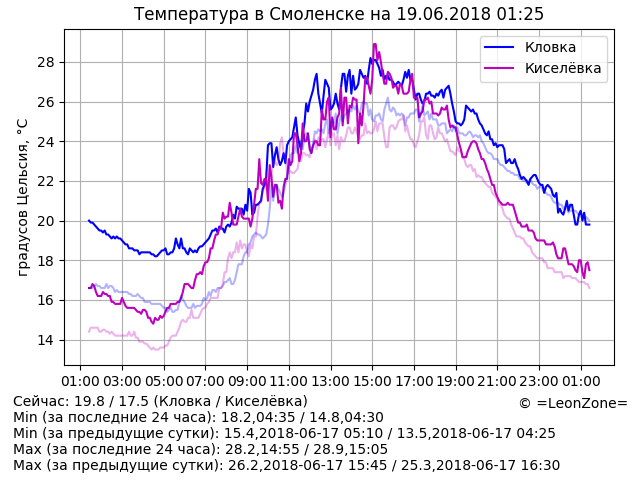 Температура в Смоленске на 19.06.2018 01:25
Кловка
Киселёвка
градусов Цельсия, °C
28
26
24
22
20
18
16
14
01:00 03:00 05:00 07:00 09:00 11:00 13:00 15:00 17:00 19:00 21:00 23:00 01:00
Сейчас: 19.8 / 17.5 (Кловка / Киселёвка)
© =LeonZone=
Min (за последние 24 часа): 18.2,04:35 / 14.8,04:30
Min (за предыдущие сутки): 15.4,2018-06-17 05:10 / 13.5,2018-06-17 04:25
Max (за последние 24 часа): 28.2,14:55 / 28.9,15:05
Max (за предыдущие сутки): 26.2,2018-06-17 15:45 / 25.3,2018-06-17 16:30